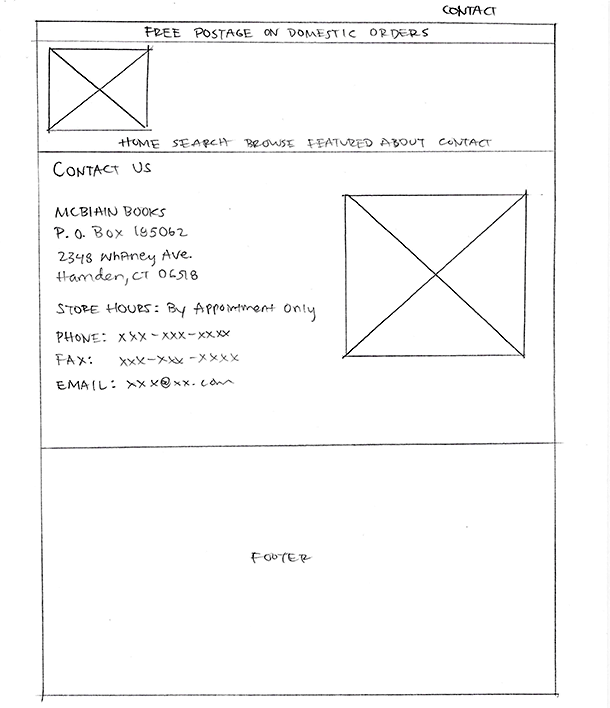 CONTACT
FREE POSTAGE ON DOMESTIC ORDERS
HOME SEARCH BROWSE FEATURED ABOUT CONTACT
CONTACT US
MCBLAIN BOOKS
P. O. Box 185062
2348 Whitney Ave.
Hamden, CT 06518
STORE HOURS: By Appointment Only
PHONE: xxx-xxx-xxxx
FAX: xxx-xxx-xxxx
EMAIL: xxx@xx.com
FOOTER